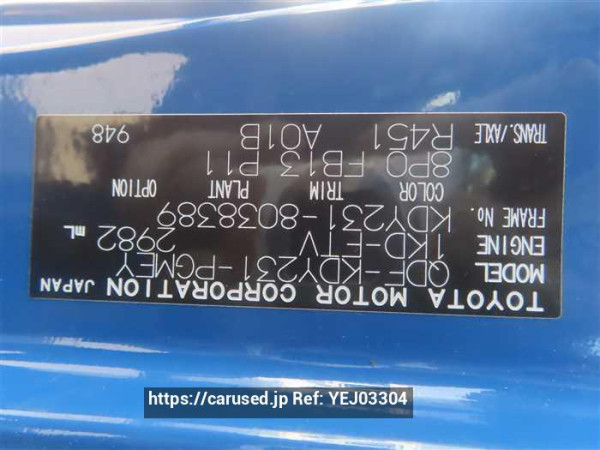 TOYOTA MOTOR CORPORATION JAPAN
MODEL QDF-KDY231-PGMEY
ENGINE 1KD-FTV 2982 mL
FRAME No. KDY231-8038389
COLOR TRIM PLANT OPTION
8P0 FB13 P11
TRANS./AXLE R451 A01B
948
https://carused.jp Ref: YEJ03304